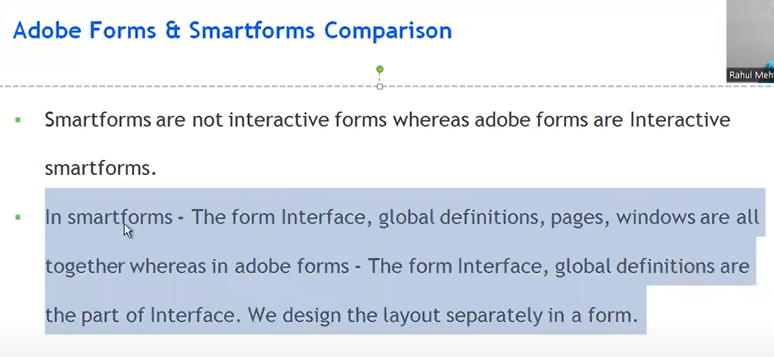 Adobe Forms & Smartforms Comparison
Rahul Meh
Smartforms are not interactive forms whereas adobe forms are Interactive
smartforms.
In smartforms - The form Interface, global definitions, pages, windows are all
together whereas in adobe forms - The form Interface, global definitions are
the part of Interface. We design the layout separately in a form.